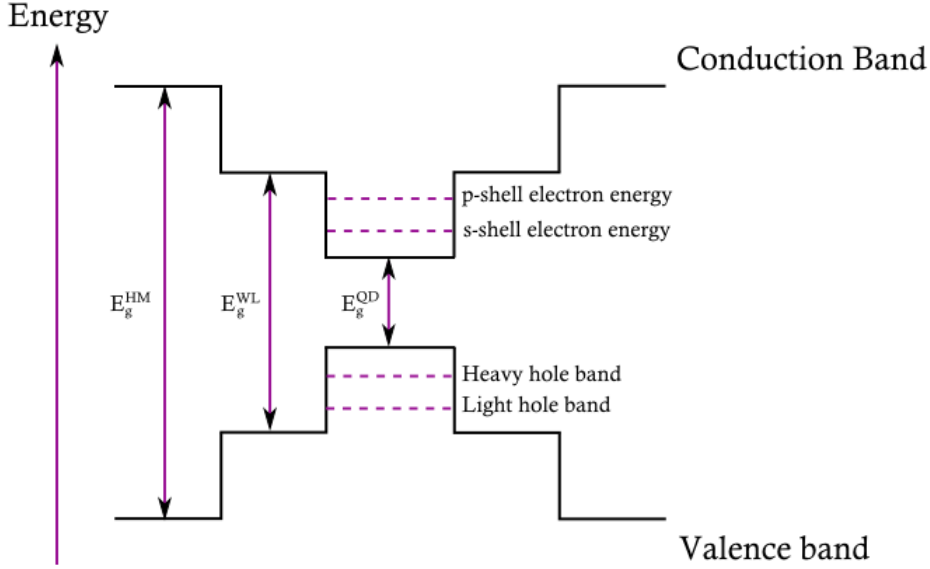 Energy
Conduction Band
p-shell electron energy
s-shell electron energy
E_g^HM
E_g^WL
E_g^QD
Heavy hole band
Light hole band
Valence band